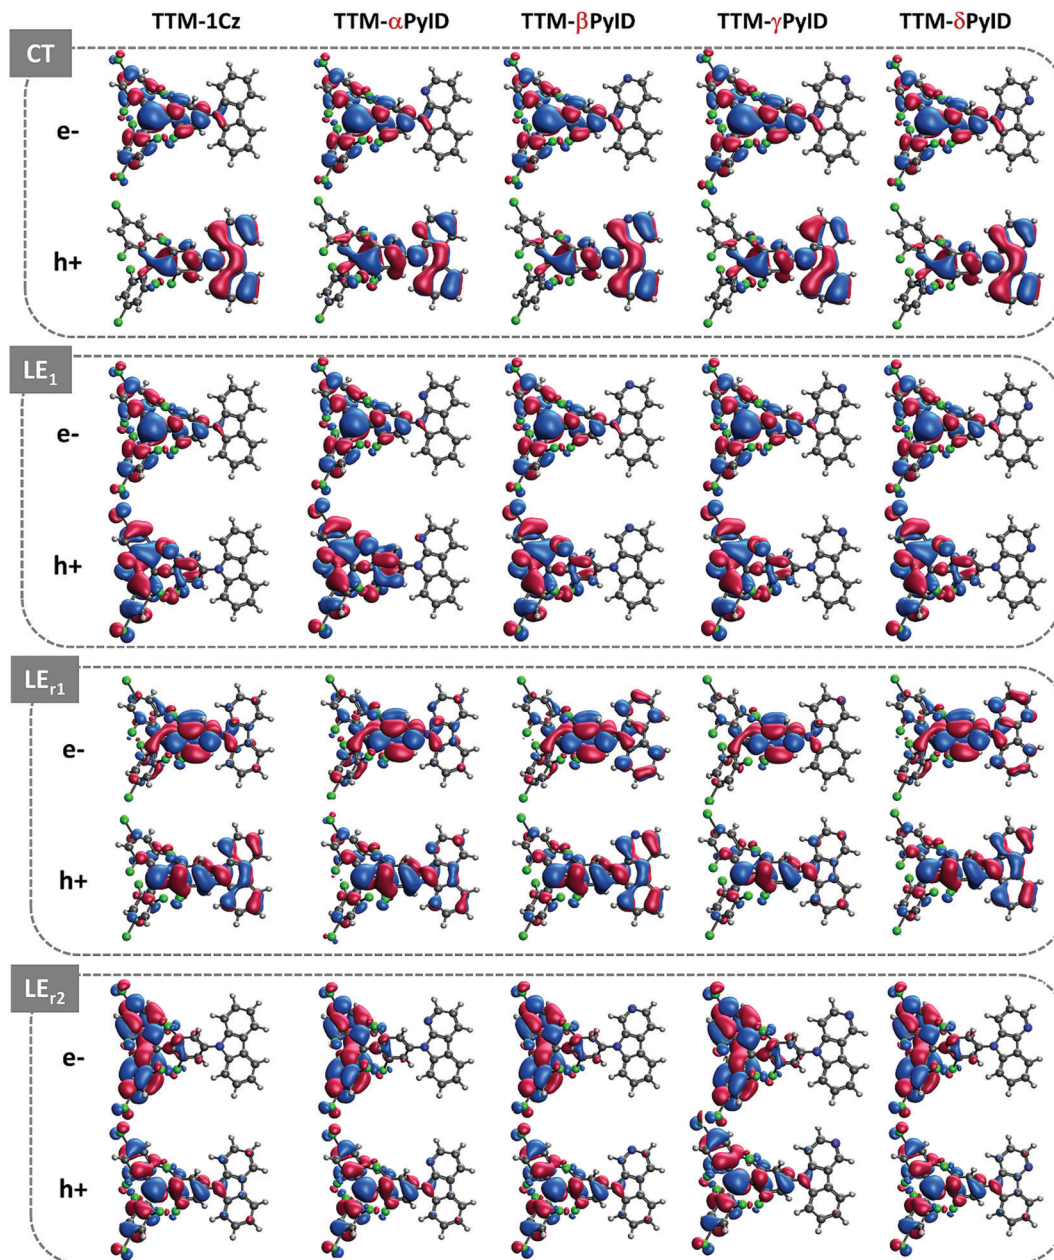 TTM-1Cz TTM-αPyID TTM-βPyID TTM-γPyID TTM-δPyID
CT
e-
h+
LE1
e-
h+
LEr1
e-
h+
LEr2
e-
h+